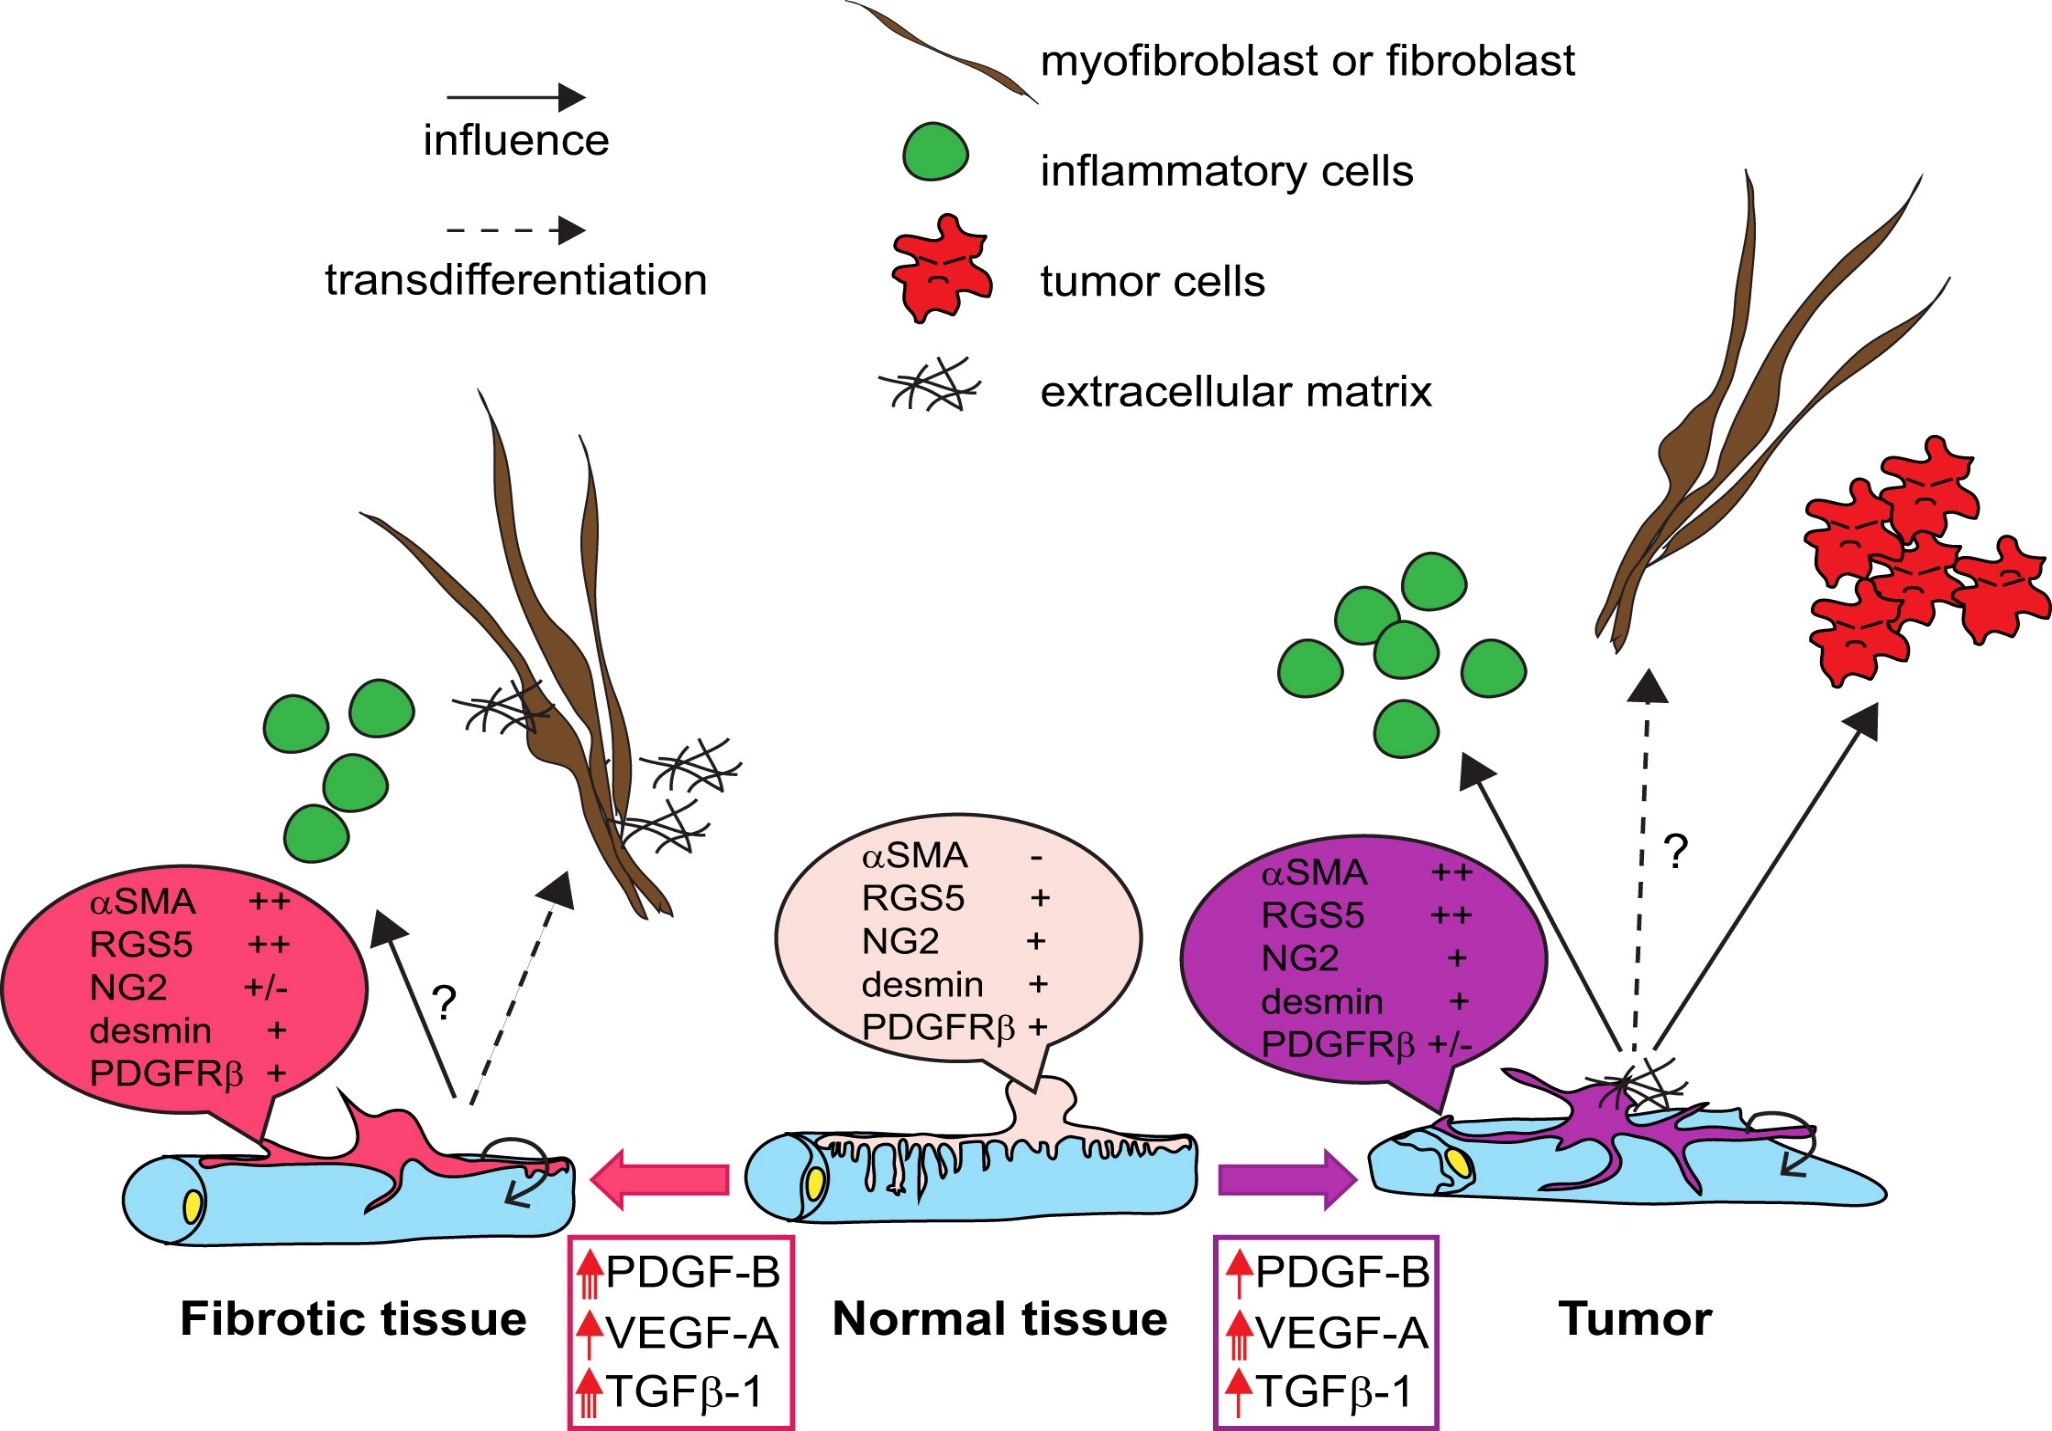 myofibroblast or fibroblast
influence
inflammatory cells
transdifferentiation
tumor cells
extracellular matrix
αSMA ++
RGS5 ++
NG2 +/-
desmin +
PDGFRβ +
?
αSMA -
RGS5 +
NG2 +
desmin +
PDGFRβ +
αSMA ++
RGS5 ++
NG2 +
desmin +
PDGFRβ +/-
?
Fibrotic tissue
PDGF-B
VEGF-A
TGFβ-1
Normal tissue
PDGF-B
VEGF-A
TGFβ-1
Tumor